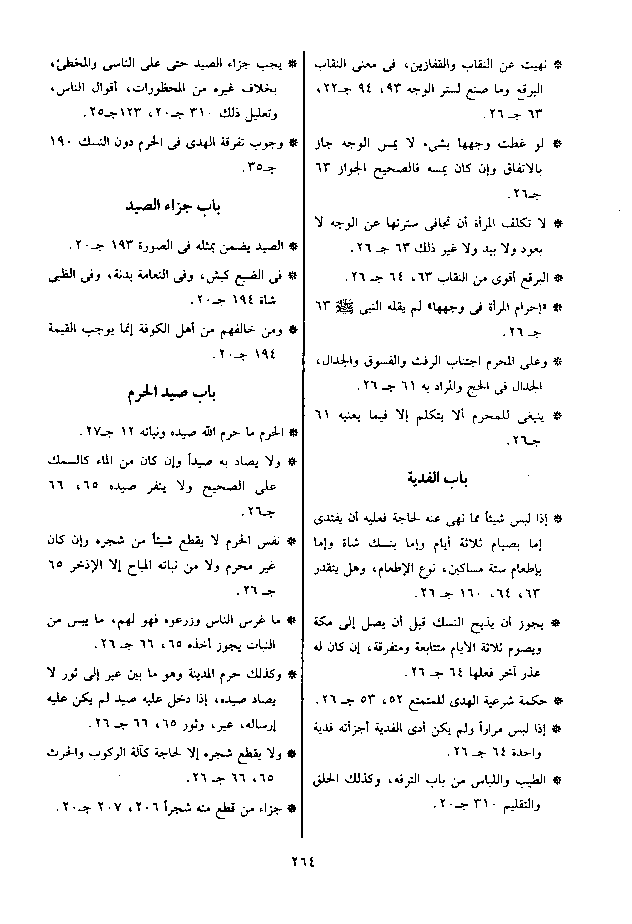 * نهيت عن النقاب والقفازين، فى معنى النقاب
البرقع وما صنع لستر الوجه ٩٣، ٩٤ جـ٢٢،
٦٣ جـ ٢٦.
* لو غطت وجهها بشىء لا يمس الوجه جاز
بالاتفاق وإن كان يمسه فالصحيح الجواز ٦٣
جـ٢٦.
* لا تكلف المرأة أن تجافى سترتها عن الوجه لا
بعود ولا بيد ولا غير ذلك ٦٣ جـ ٢٦.
* البرقع أقوى من النقاب ٦٣، ٦٤ جـ ٢٦.
* «إحرام المرأة فى وجهها» لم يقله النبى ﷺ ٦٣
جـ ٢٦.
* وعلى المحرم اجتناب الرفث والفسوق والجدال،
الجدال فى الحج والمراد به ٦١ جـ ٢٦.
* ينبغى للمحرم ألا يتكلم إلا فيما يعنيه ٦١
جـ٢٦.
باب الفدية
* إذا لبس شيئاً مما نهى عنه لحاجة فعليه أن يفتدى
إما بصيام ثلاثة أيام وإما بنسك شاة وإما
بإطعام ستة مساكين، نوع الإطعام، وهل يتقدر
٦٣، ٦٤، ١٦٠ جـ ٢٦.
* يجوز أن يذبح النسك قبل أن يصل إلى مكة
ويصوم ثلاثة الأيام متتابعة ومتفرقة، إن كان له
عذر آخر فعلها ٦٤ جـ ٢٦.
* حكمة شرعية الهدى للمتمتع ٥٢، ٥٣ جـ ٢٦.
* إذا لبس مراراً ولم يكن أدى الفدية أجزأته فدية
واحدة ٦٤ جـ ٢٦.
* الطيب واللباس من باب الترفه، وكذلك الحلق
والتقليم ٣١٠ جـ٢٠.
* يجب جزاء الصيد حتى على الناسى والمخطئ،
بخلاف غيره من المحظورات، أقوال الناس،
وتعليل ذلك ٣١٠ جـ٢٠، ١٢٣ جـ٢٥.
* وجوب تفرقة الهدى فى الحرم دون النسك ١٩٠
جـ٣٥.
باب جزاء الصيد
* الصيد يضمن بمثله فى الصورة ١٩٣ جـ٢٠.
* فى الضبع كبش، وفى النعامة بدنة، وفى الظبى
شاة ١٩٤ جـ٢٠.
* ومن خالفهم من أهل الكوفة إنما يوجب القيمة
١٩٤ جـ٢٠.
باب صيد الحرم
* الحرم ما حرم الله صيده ونباته ١٢ جـ٢٧.
* ولا يصاد به صيداً وإن كان من الماء كالسمك
على الصحيح ولا ينفر صيده ٦٥، ٦٦
جـ٢٦.
* نفس الحرم لا يقطع شيئاً من شجره وإن كان
غير محرم ولا من نباته المباح إلا الإذخر ٦٥
جـ ٢٦.
* ما غرس الناس وزرعوه فهو لهم، ما يبس من
النبات يجوز أخذه ٦٥، ٦٦ جـ ٢٦.
* وكذلك حرم المدينة وهو ما بين عير إلى ثور لا
يصاد صيده، إذا دخل عليه صيد لم يكن عليه
إرساله، عير، وثور ٦٥، ٦٦ جـ ٢٦.
* ولا يقطع شجره إلا لحاجة كآلة الركوب والحرث
٦٥، ٦٦ جـ ٢٦.
* جزاء من قطع منه شجراً ٢٠٦، ٢٠٧ جـ٢٠.
٢٦٤